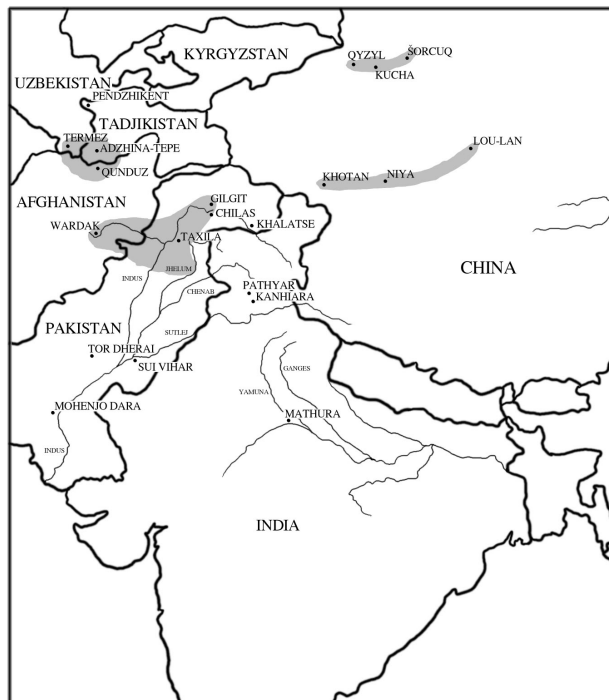 KYRGYZSTAN
QYZYL
ŠORCUQ
KUCHA
UZBEKISTAN
PENDZHIKENT
TADJIKISTAN
TERMEZ
ADZHINA-TEPE
QUNDUZ
LOU-LAN
KHOTAN
NIYA
AFGHANISTAN
GILGIT
CHILAS
WARDAK
KHALATSE
TAXILA
CHINA
JHELUM
INDUS
CHENAB
PATHYAR
KANHIARA
PAKISTAN
SUTLEJ
TOR DHERAI
SUI VIHAR
GANGES
YAMUNA
MOHENJO DARA
MATHURA
INDUS
INDIA